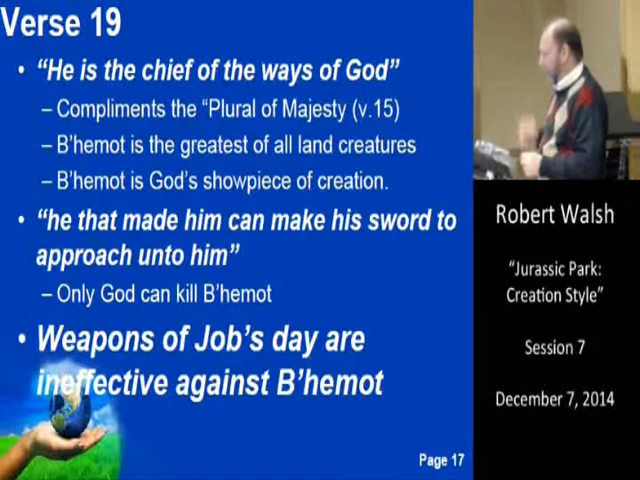 Verse 19
• “He is the chief of the ways of God”
– Compliments the “Plural of Majesty (v.15)
– B’hemot is the greatest of all land creatures
– B’hemot is God’s showpiece of creation.
• “he that made him can make his sword to
approach unto him”
– Only God can kill B’hemot
• Weapons of Job’s day are
ineffective against B’hemot
Page 17
Robert Walsh
“Jurassic Park:
Creation Style”
Session 7
December 7, 2014